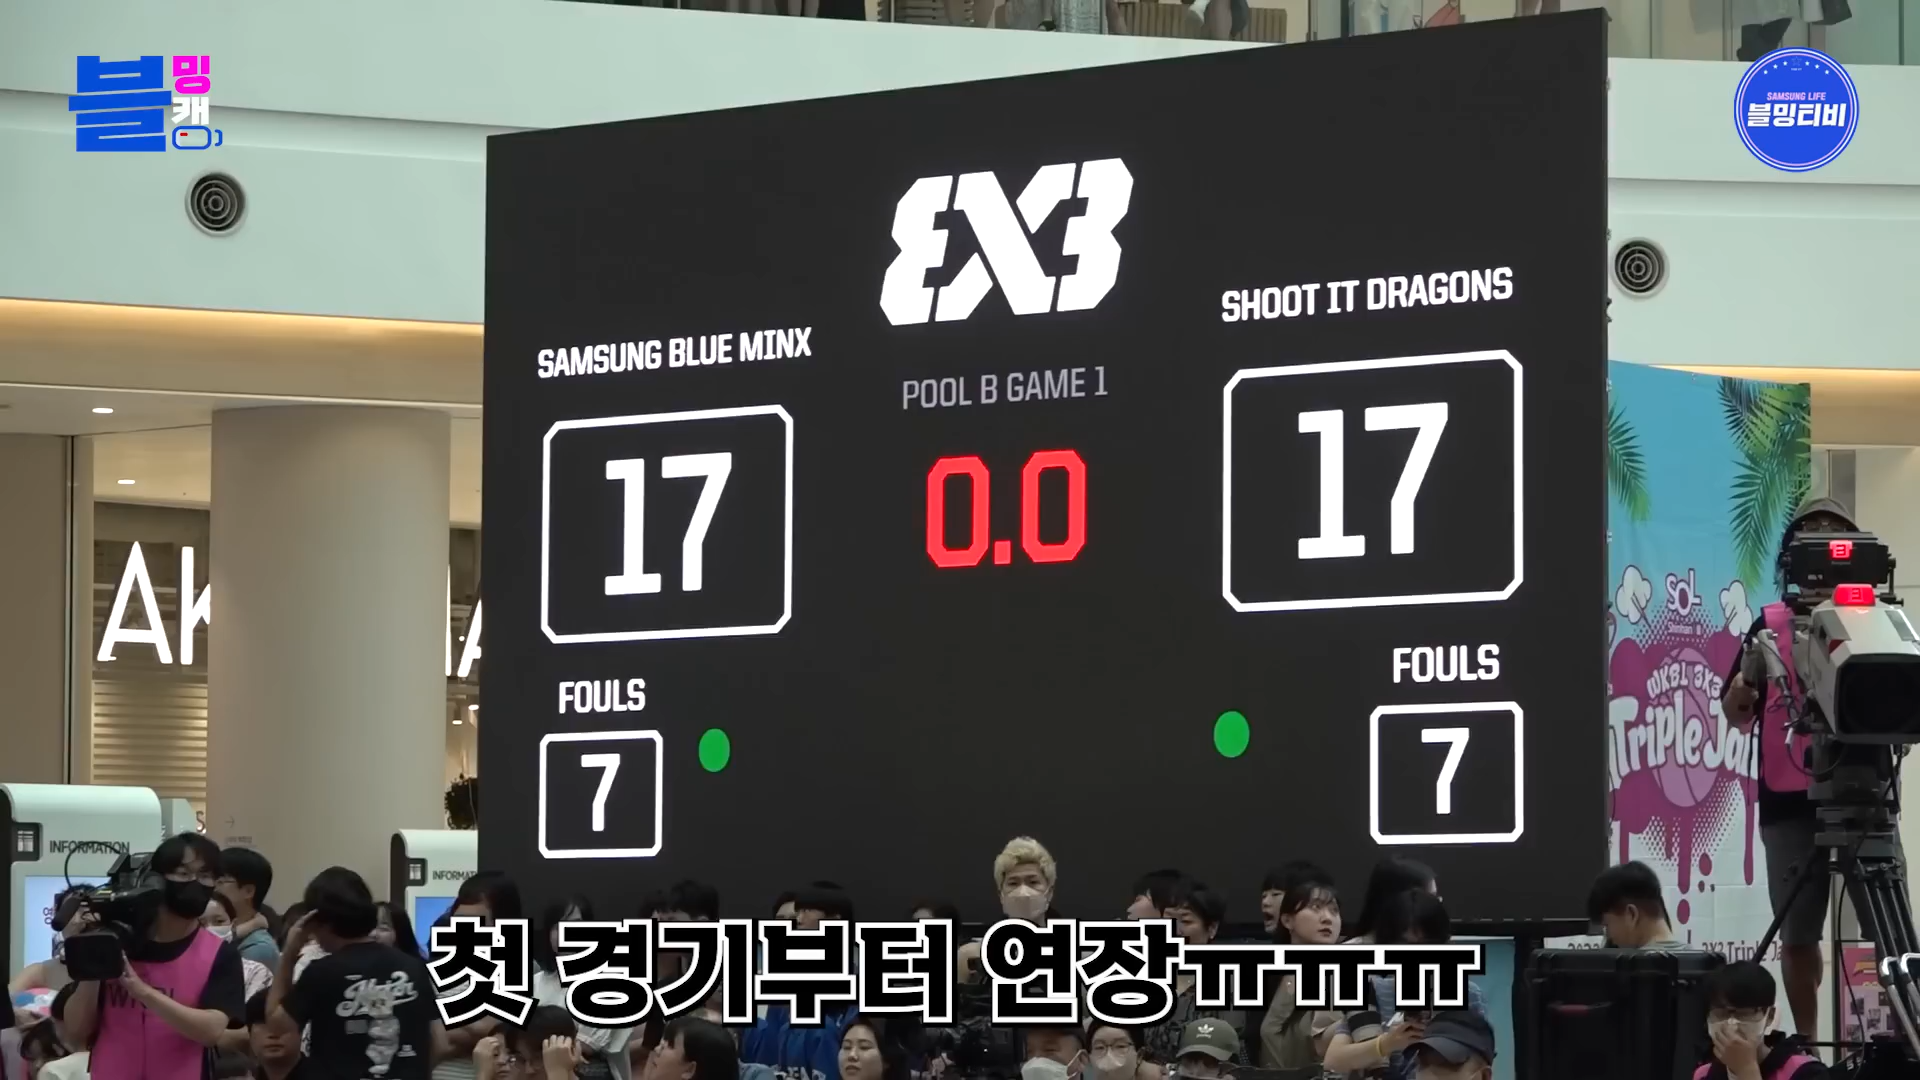 블
밍
캐
SAMSUNG LIFE
블밍티비
3X3
SAMSUNG BLUE MINX
SHOOT IT DRAGONS
POOL B GAME 1
17
0.0
17
FOULS
7
FOULS
7
AK
INFORMATION
SOL
WKBL 3X3
Triple Jam
첫 경기부터 연장ㅠㅠㅠ